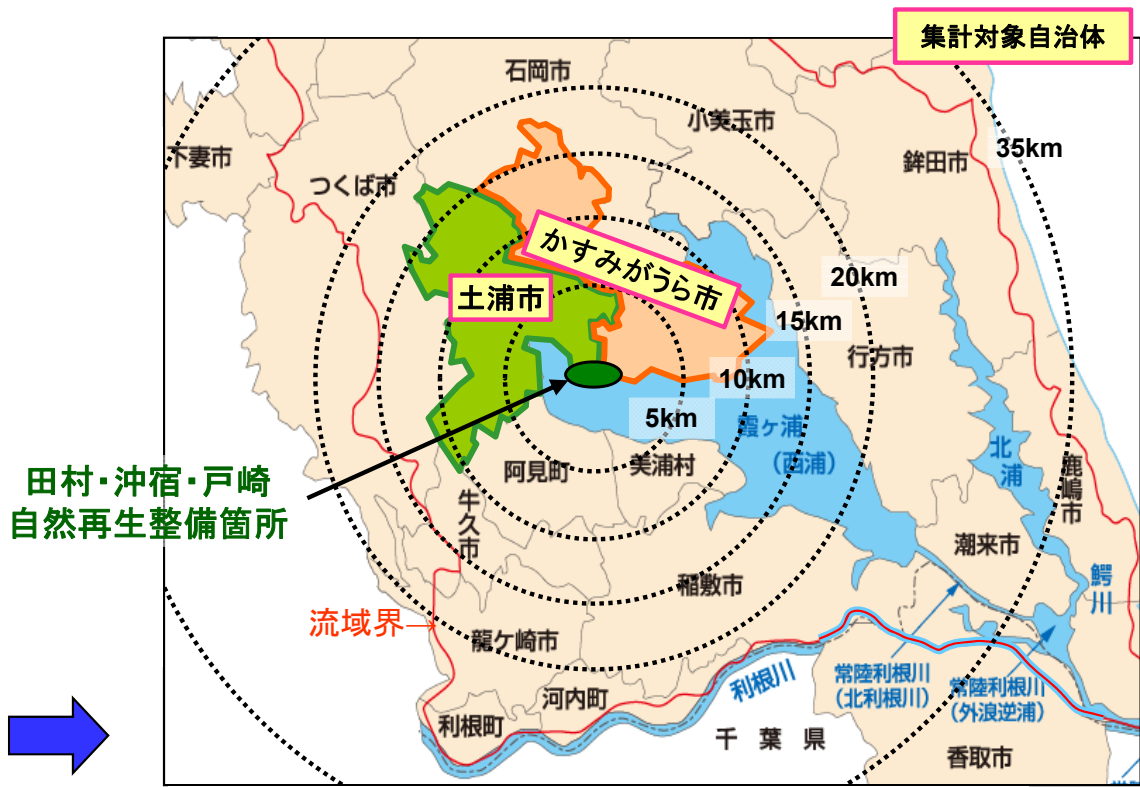 集計対象自治体
石岡市
小美玉市
下妻市
つくば市
鉾田市
35km
かすみがうら市
土浦市
20km
15km
行方市
10km
5km
霞ヶ浦
(西浦)
北浦
鹿嶋市
阿見町
美浦村
田村・沖宿・戸崎
自然再生整備箇所
牛久市
潮来市
稲敷市
鰐川
流域界→
龍ケ崎市
河内町
利根町
利根川
常陸利根川
(北利根川)
常陸利根川
(外浪逆浦)
千葉県
香取市